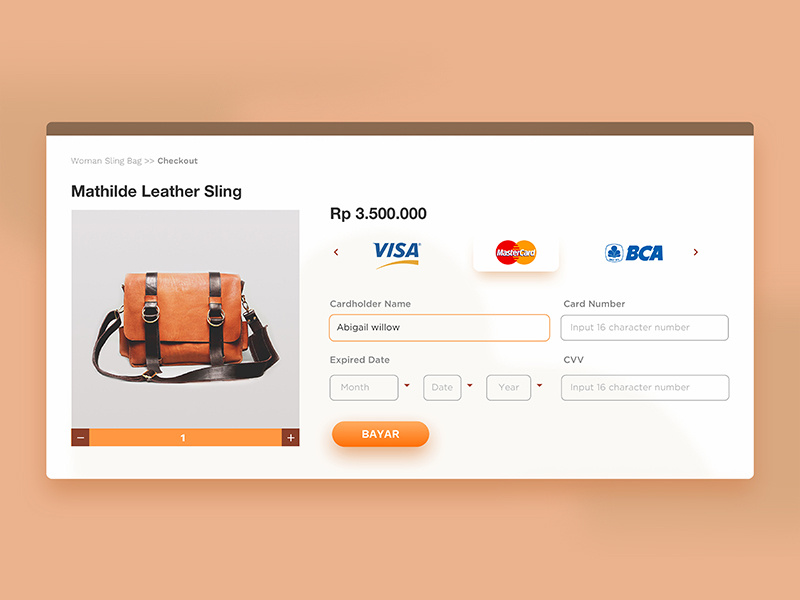 Woman Sling Bag >> Checkout
Mathilde Leather Sling
Rp 3.500.000
VISA
MasterCard
BCA
Cardholder Name
Card Number
Abigail willow
Input 16 character number
Expired Date
CVV
Month
Date
Year
Input 16 character number
− 1 +
BAYAR